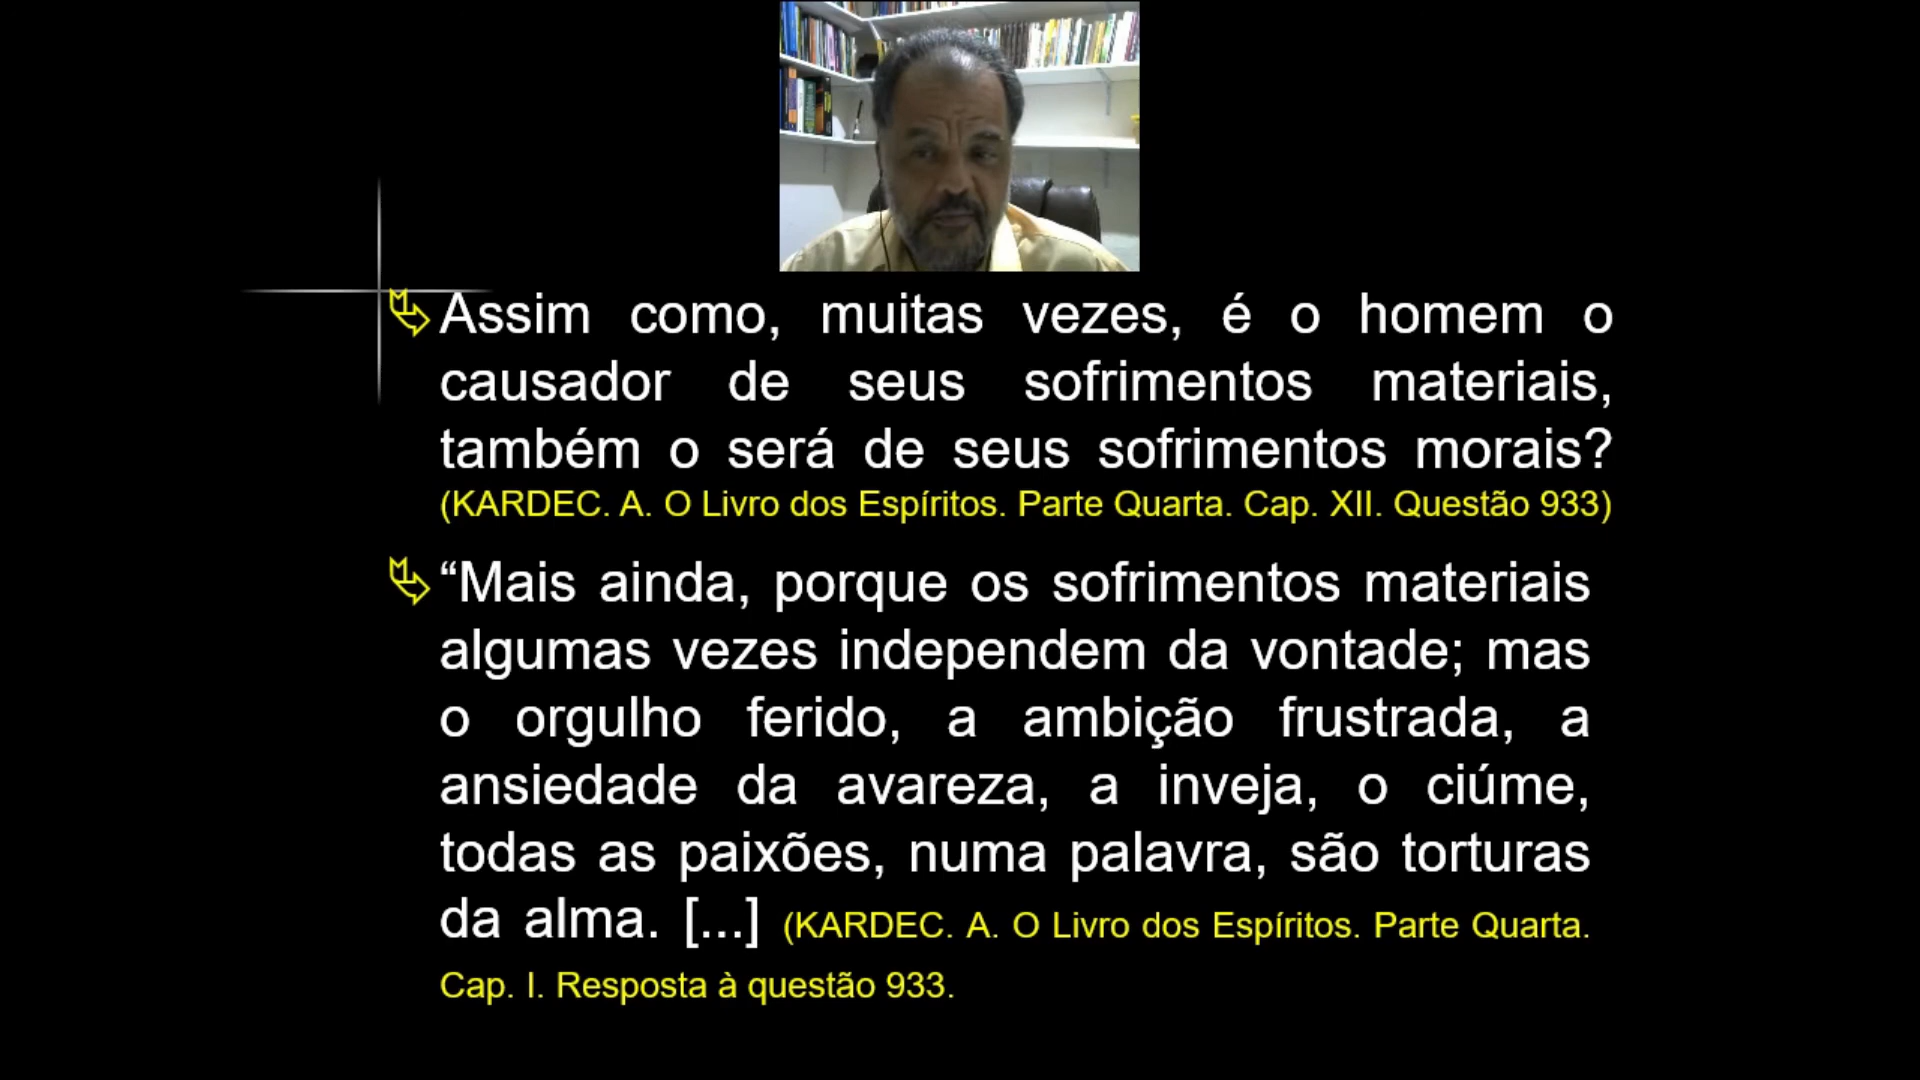 Assim como, muitas vezes, é o homem o
causador de seus sofrimentos materiais,
também o será de seus sofrimentos morais?
(KARDEC. A. O Livro dos Espíritos. Parte Quarta. Cap. XII. Questão 933)
“Mais ainda, porque os sofrimentos materiais
algumas vezes independem da vontade; mas
o orgulho ferido, a ambição frustrada, a
ansiedade da avareza, a inveja, o ciúme,
todas as paixões, numa palavra, são torturas
da alma. [...] (KARDEC. A. O Livro dos Espíritos. Parte Quarta.
Cap. I. Resposta à questão 933.